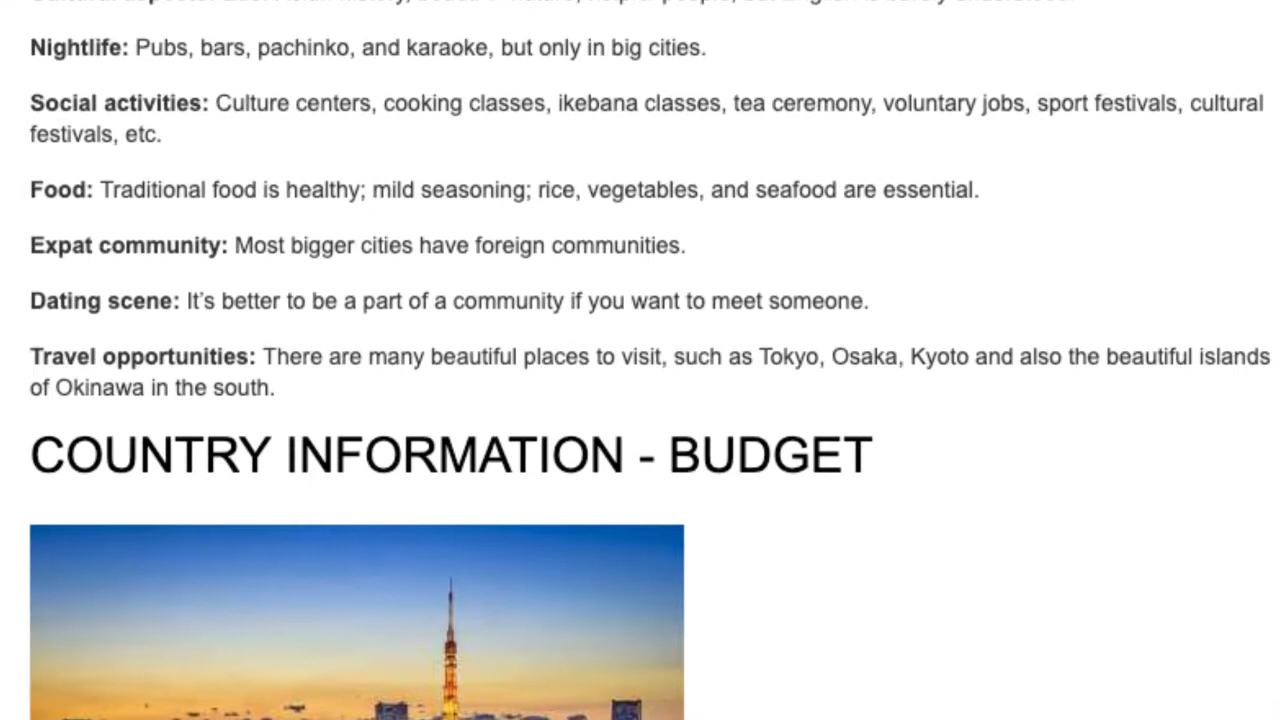 Nightlife: Pubs, bars, pachinko, and karaoke, but only in big cities.
Social activities: Culture centers, cooking classes, ikebana classes, tea ceremony, voluntary jobs, sport festivals, cultural
festivals, etc.
Food: Traditional food is healthy; mild seasoning; rice, vegetables, and seafood are essential.
Expat community: Most bigger cities have foreign communities.
Dating scene: It’s better to be a part of a community if you want to meet someone.
Travel opportunities: There are many beautiful places to visit, such as Tokyo, Osaka, Kyoto and also the beautiful islands
of Okinawa in the south.
COUNTRY INFORMATION - BUDGET